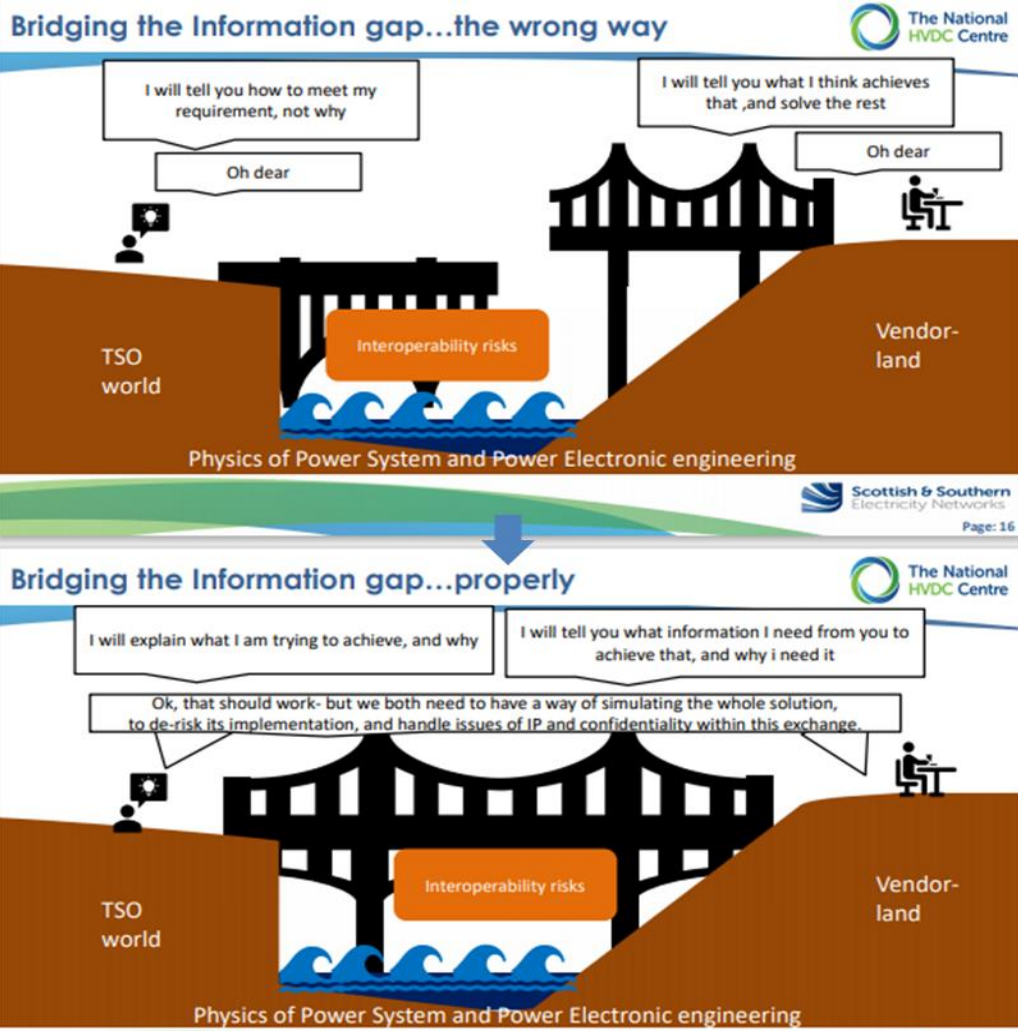 Bridging the Information gap...the wrong way
The National
HVDC Centre
I will tell you how to meet my
requirement, not why
I will tell you what I think achieves
that ,and solve the rest
Oh dear
Oh dear
Interoperability risks
TSO
world
Vendor-
land
Physics of Power System and Power Electronic engineering
Scottish & Southern
Electricity Networks
Page: 16
Bridging the Information gap...properly
The National
HVDC Centre
I will explain what I am trying to achieve, and why
I will tell you what information I need from you to
achieve that, and why i need it
Ok, that should work- but we both need to have a way of simulating the whole solution,
to de-risk its implementation, and handle issues of IP and confidentiality within this exchange.
Interoperability risks
TSO
world
Vendor-
land
Physics of Power System and Power Electronic engineering